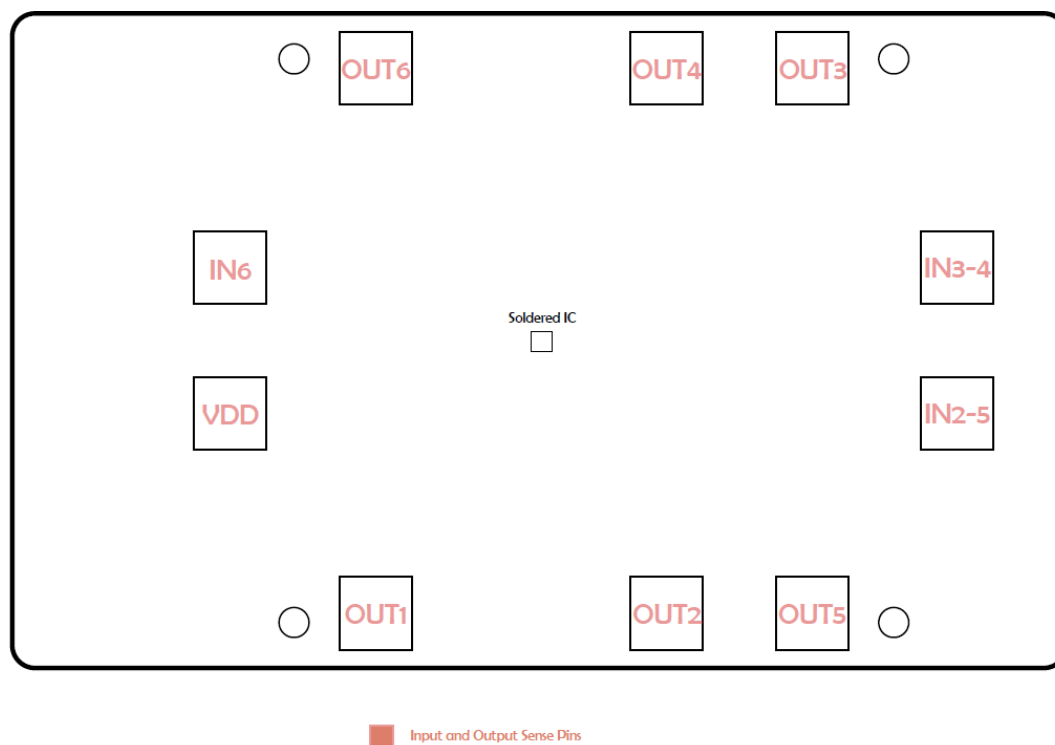 OUT6
OUT4
OUT3
IN6
IN3-4
Soldered IC
VDD
IN2-5
OUT1
OUT2
OUT5
Input and Output Sense Pins